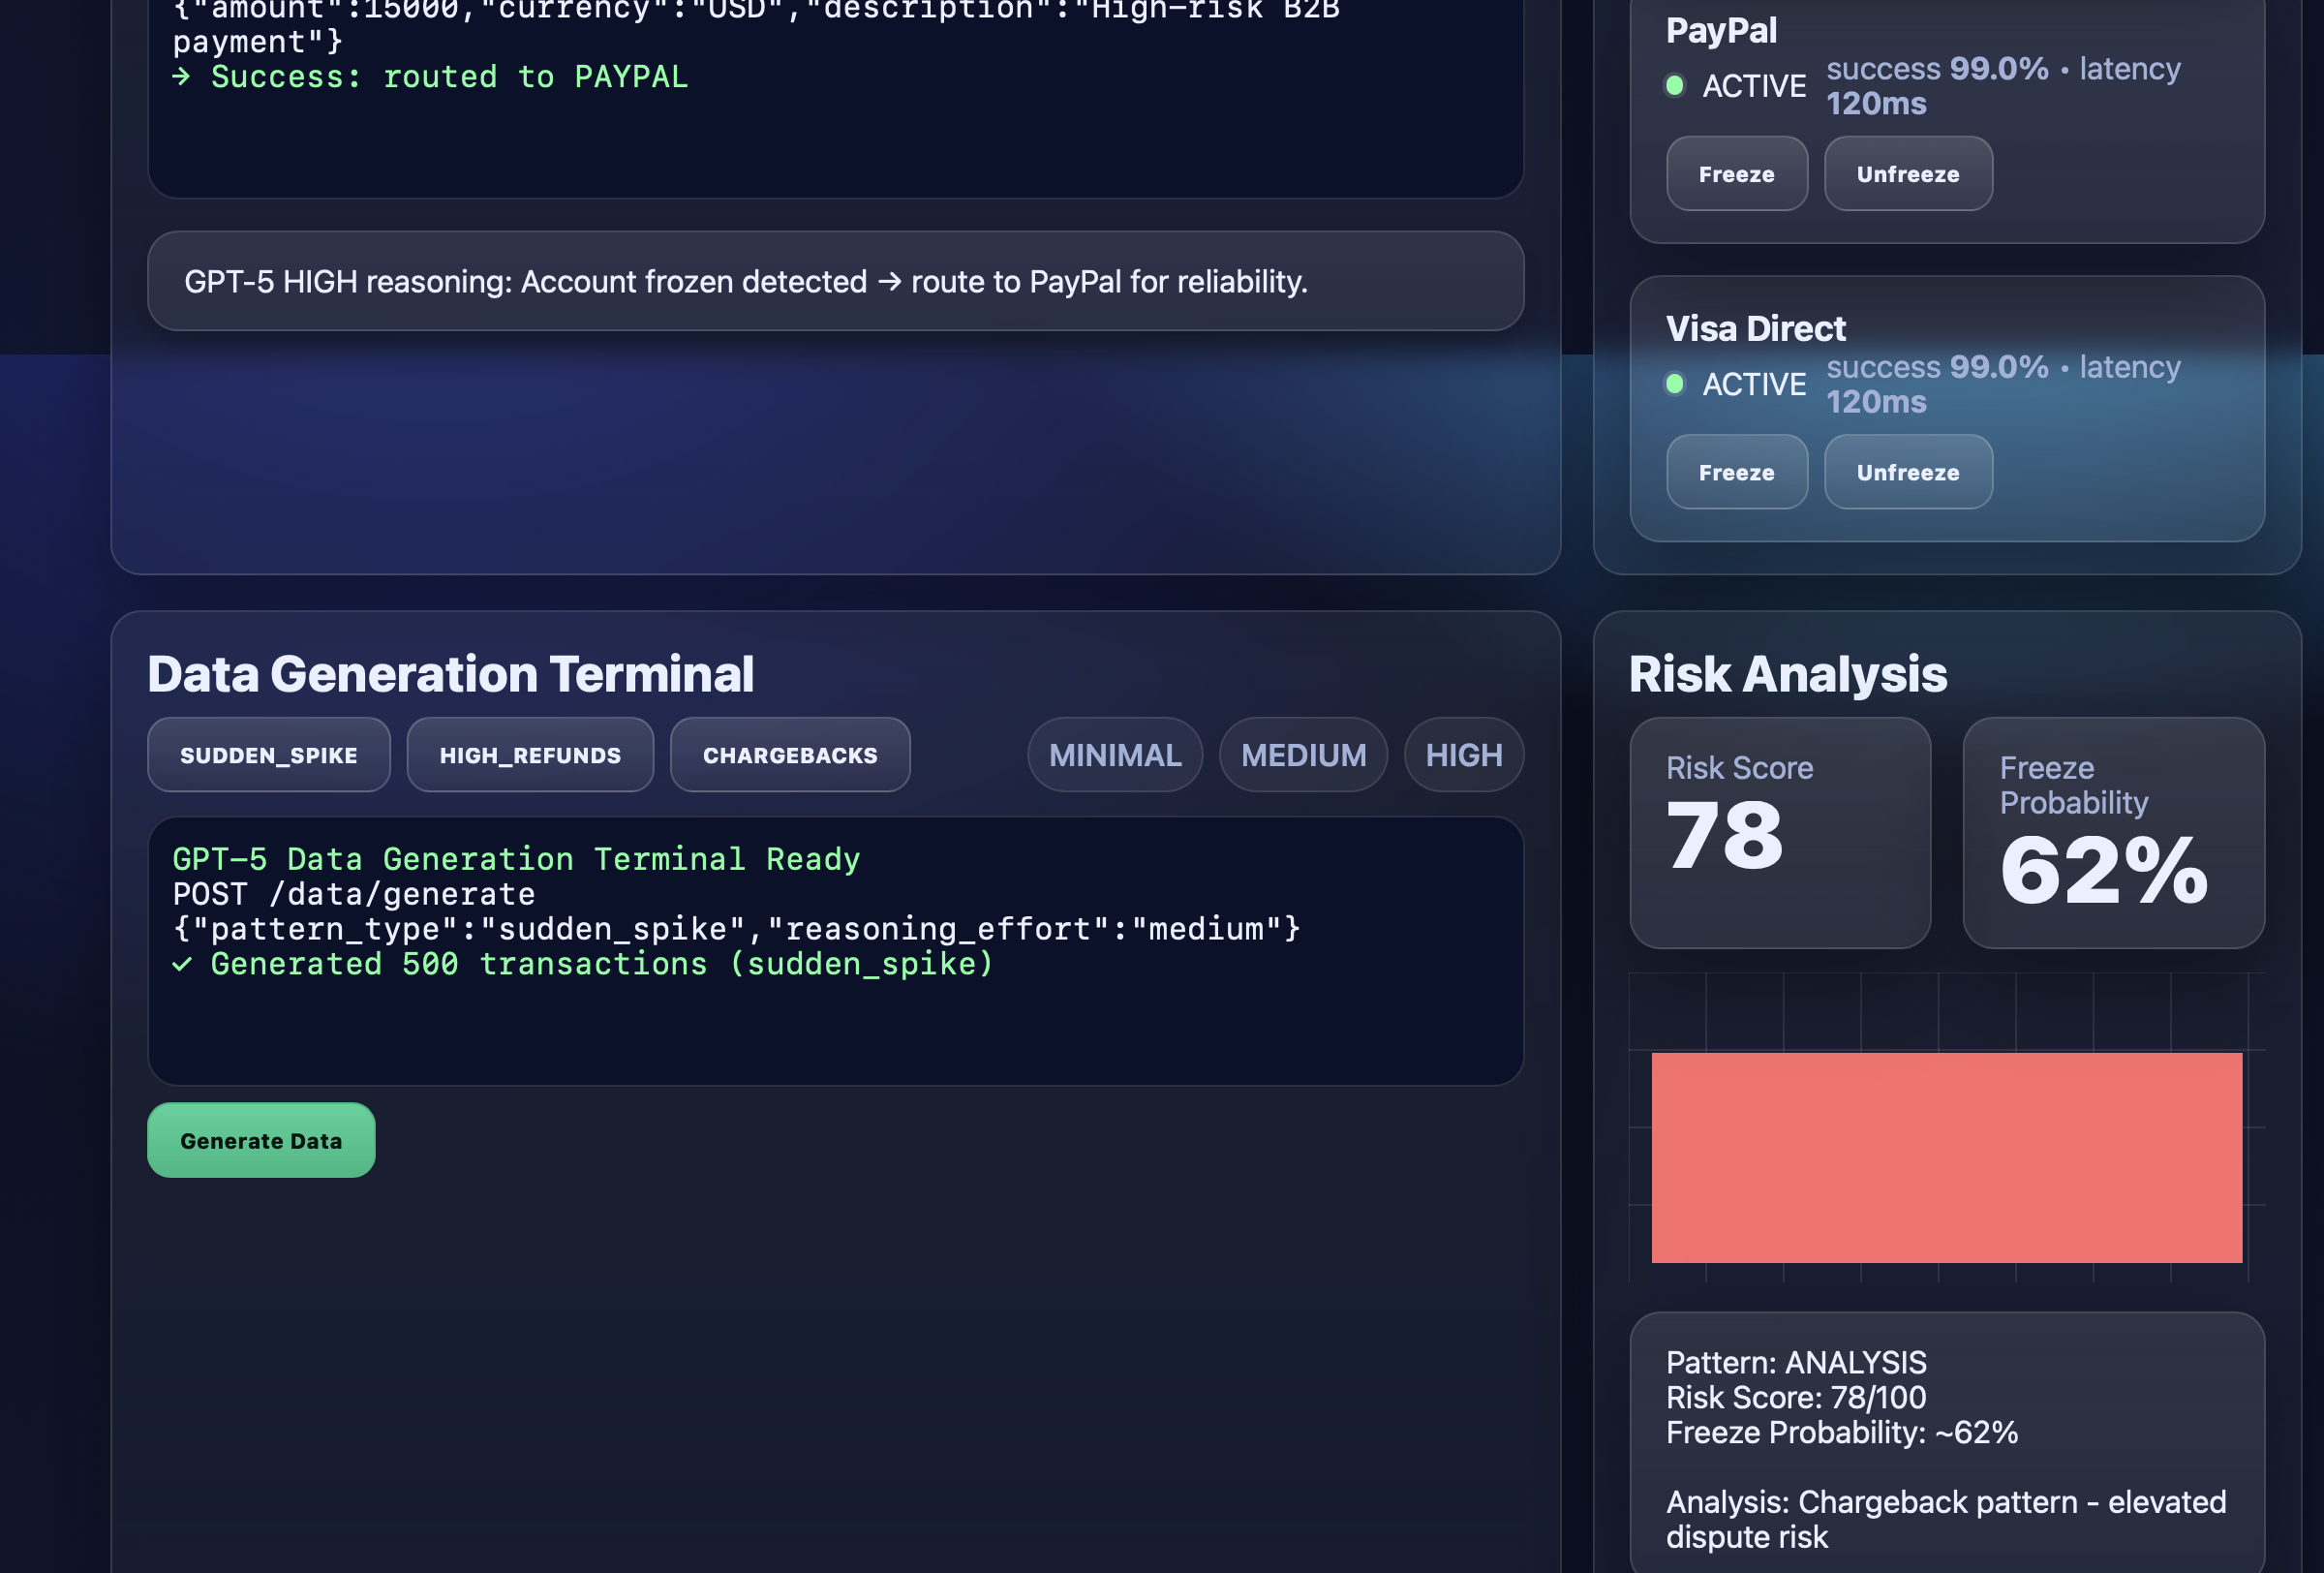 {"amount":15000,"currency":"USD","description":"High-risk B2B
payment"}
→ Success: routed to PAYPAL
GPT-5 HIGH reasoning: Account frozen detected → route to PayPal for reliability.
PayPal
ACTIVE success 99.0% • latency
120ms
Freeze Unfreeze
Visa Direct
ACTIVE success 99.0% • latency
120ms
Freeze Unfreeze
Data Generation Terminal
SUDDEN_SPIKE HIGH_REFUNDS CHARGEBACKS MINIMAL MEDIUM HIGH
GPT-5 Data Generation Terminal Ready
POST /data/generate
{"pattern_type":"sudden_spike","reasoning_effort":"medium"}
✓ Generated 500 transactions (sudden_spike)
Generate Data
Risk Analysis
Risk Score
78
Freeze
Probability
62%
Pattern: ANALYSIS
Risk Score: 78/100
Freeze Probability: ~62%
Analysis: Chargeback pattern - elevated
dispute risk